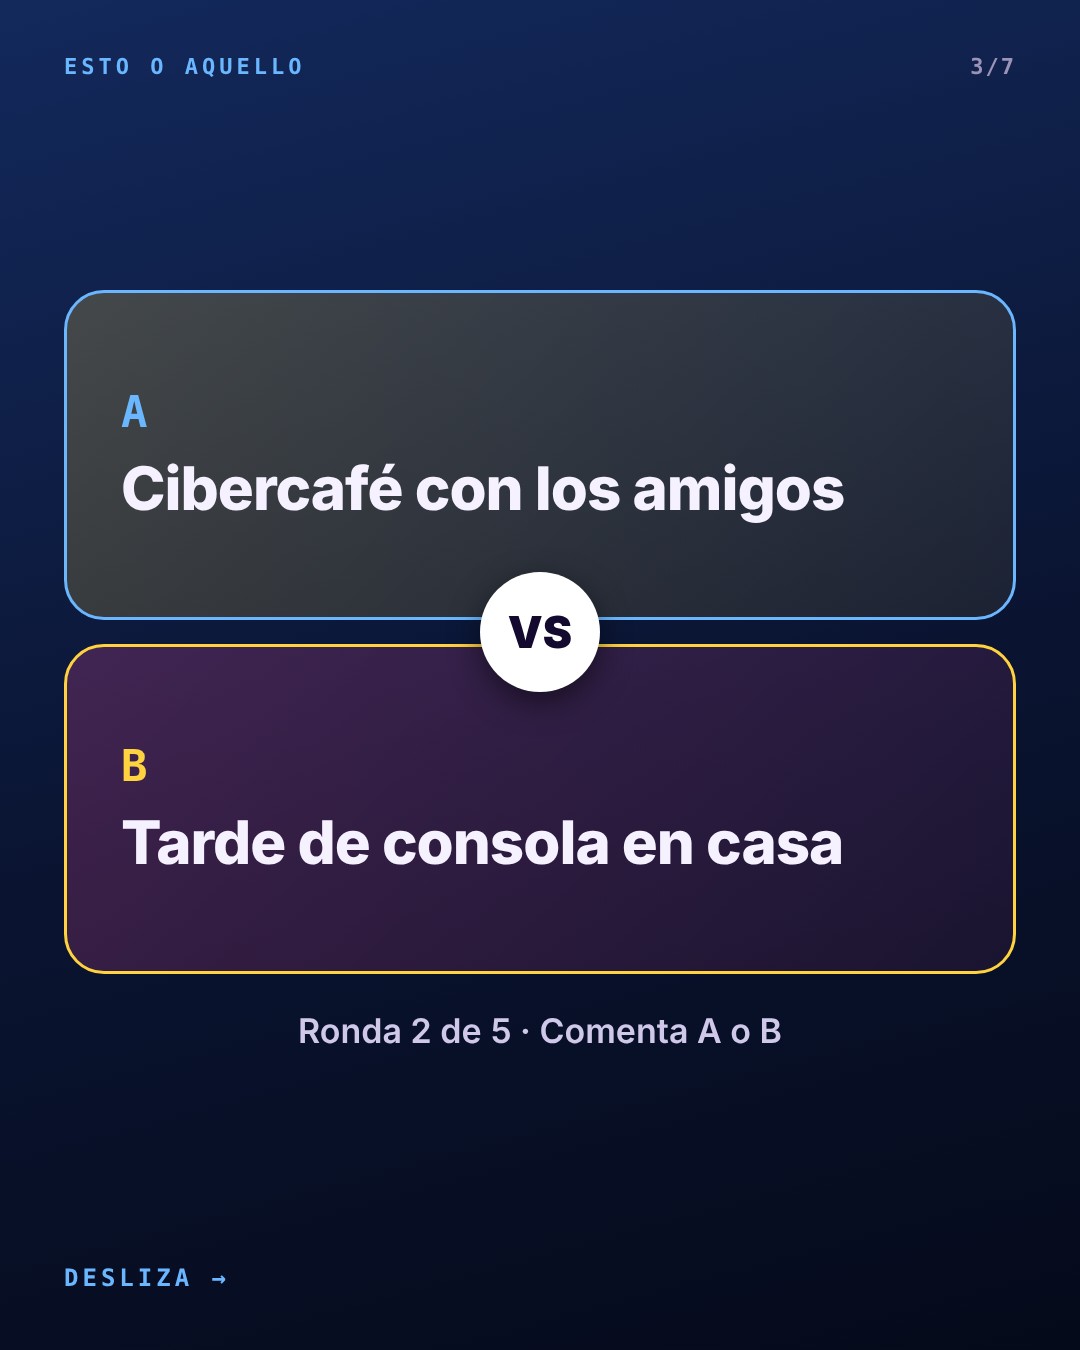 ESTO O AQUELLO
3/7
A
Cibercafé con los amigos
VS
B
Tarde de consola en casa
Ronda 2 de 5 · Comenta A o B
DESLIZA →